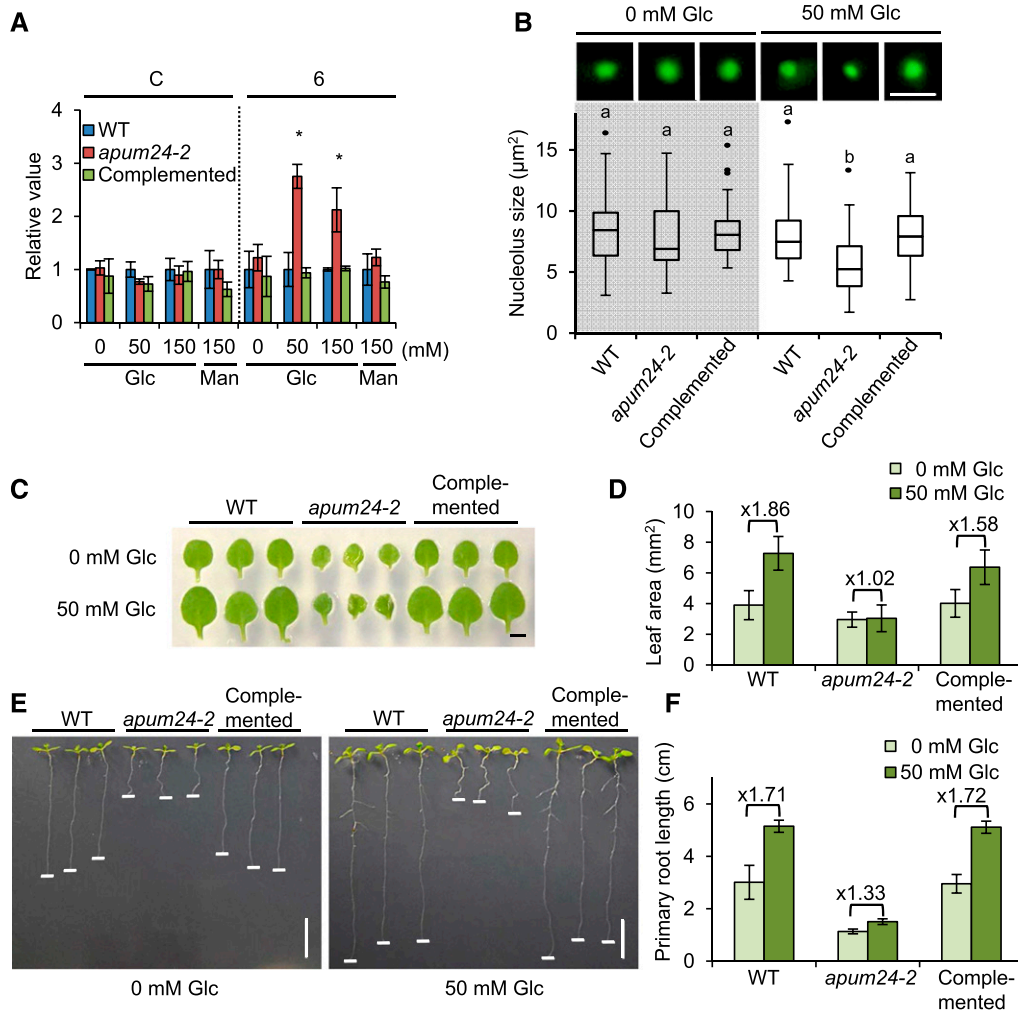 A
C 6
4
3
2
1
0
Relative value
WT
apum24-2
Complemented
* *
0 50 150 150 0 50 150 150 (mM)
Glc Man Glc Man
B
0 mM Glc 50 mM Glc
Nucleolus size (µm²)
15
10
5
0
a a a a b a
WT apum24-2 Complemented WT apum24-2 Complemented
C
WT apum24-2 Comple-
mented
0 mM Glc
50 mM Glc
D
0 mM Glc
50 mM Glc
Leaf area (mm²)
10
8
6
4
2
0
x1.86 x1.02 x1.58
WT apum24-2 Comple-
mented
E
WT apum24-2 Comple-
mented
WT apum24-2 Comple-
mented
0 mM Glc 50 mM Glc
F
0 mM Glc
50 mM Glc
Primary root length (cm)
6
4
2
0
x1.71 x1.33 x1.72
WT apum24-2 Comple-
mented